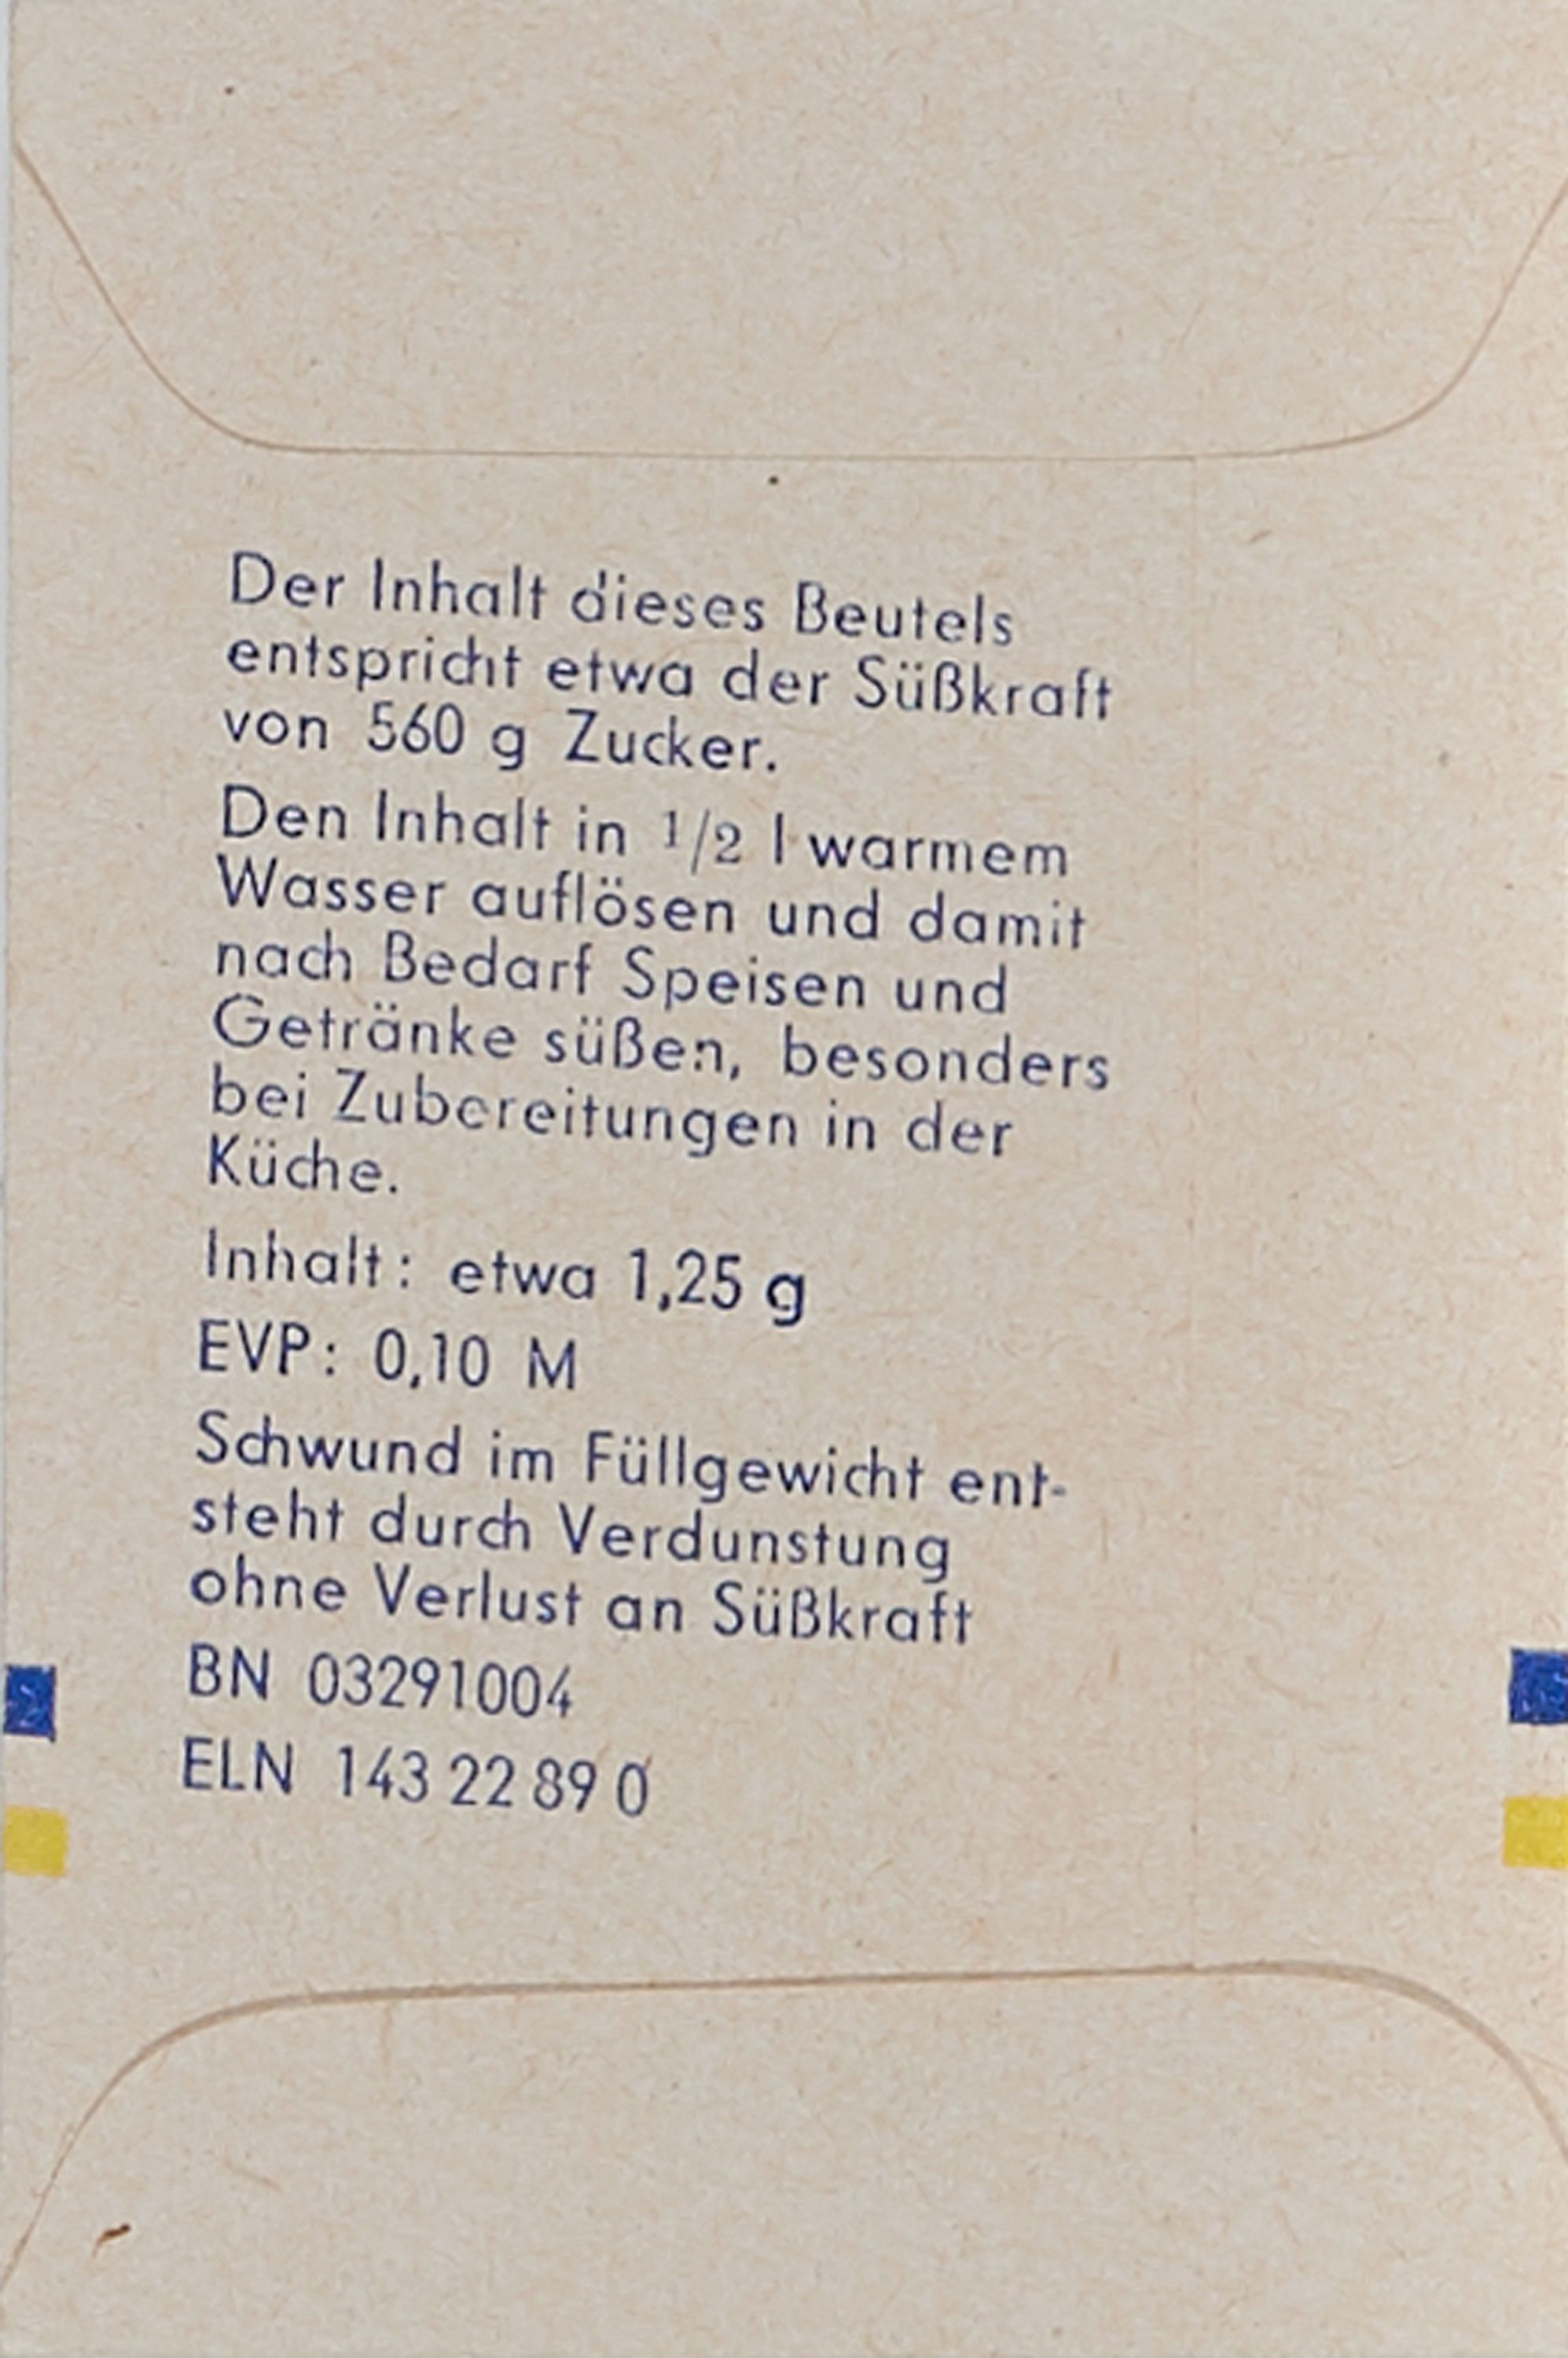 Der Inhalt dieses Beutels
entspricht etwa der Süßkraft
von 560 g Zucker.
Den Inhalt in 1/2 l warmem
Wasser auflösen und damit
nach Bedarf Speisen und
Getränke süßen, besonders
bei Zubereitungen in der
Küche.
Inhalt: etwa 1,25 g
EVP: 0,10 M
Schwund im Füllgewicht ent-
steht durch Verdunstung
ohne Verlust an Süßkraft
BN 03291004
ELN 143 22 89 0